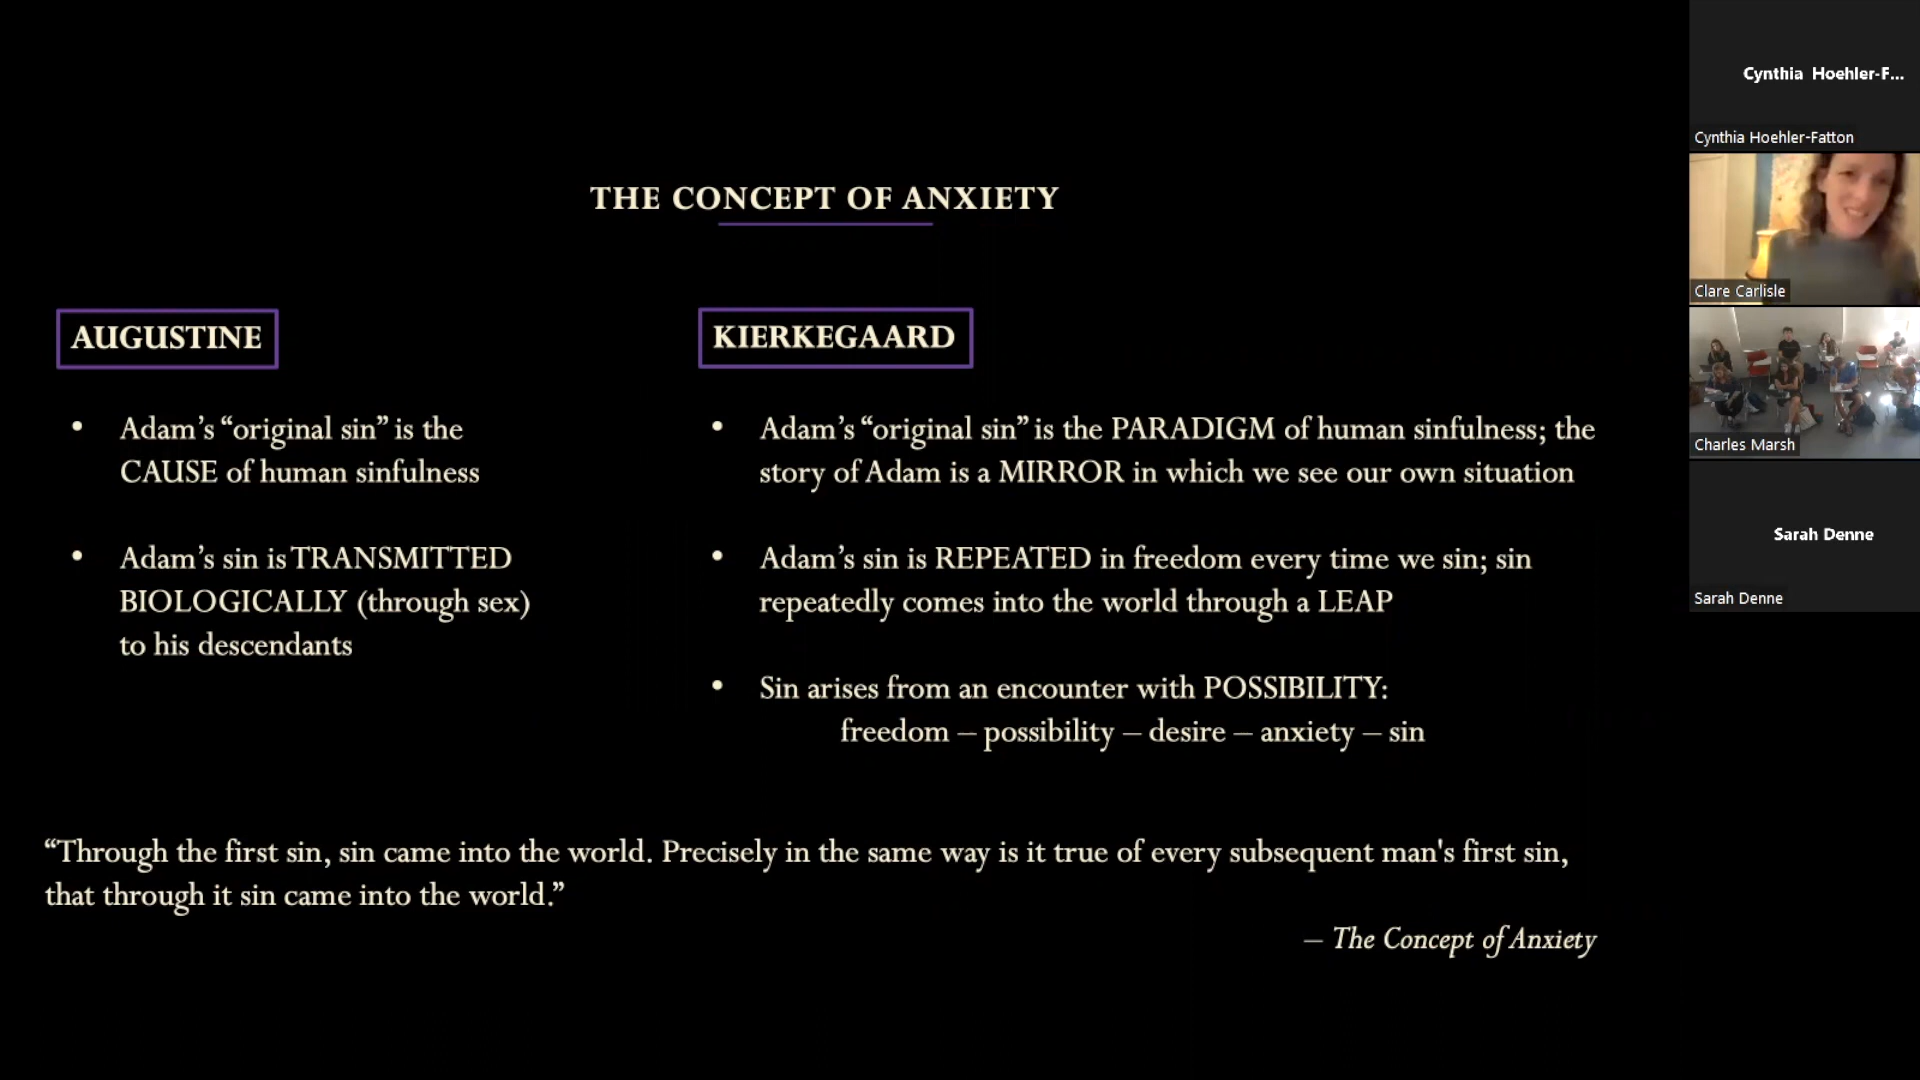 THE CONCEPT OF ANXIETY
AUGUSTINE
• Adam’s “original sin” is the
CAUSE of human sinfulness
• Adam’s sin is TRANSMITTED
BIOLOGICALLY (through sex)
to his descendants
KIERKEGAARD
• Adam’s “original sin” is the PARADIGM of human sinfulness; the
story of Adam is a MIRROR in which we see our own situation
• Adam’s sin is REPEATED in freedom every time we sin; sin
repeatedly comes into the world through a LEAP
• Sin arises from an encounter with POSSIBILITY:
freedom – possibility – desire – anxiety – sin
“Through the first sin, sin came into the world. Precisely in the same way is it true of every subsequent man's first sin,
that through it sin came into the world.”
– The Concept of Anxiety
Cynthia Hoehler-F...
Cynthia Hoehler-Fatton
Clare Carlisle
Charles Marsh
Sarah Denne
Sarah Denne